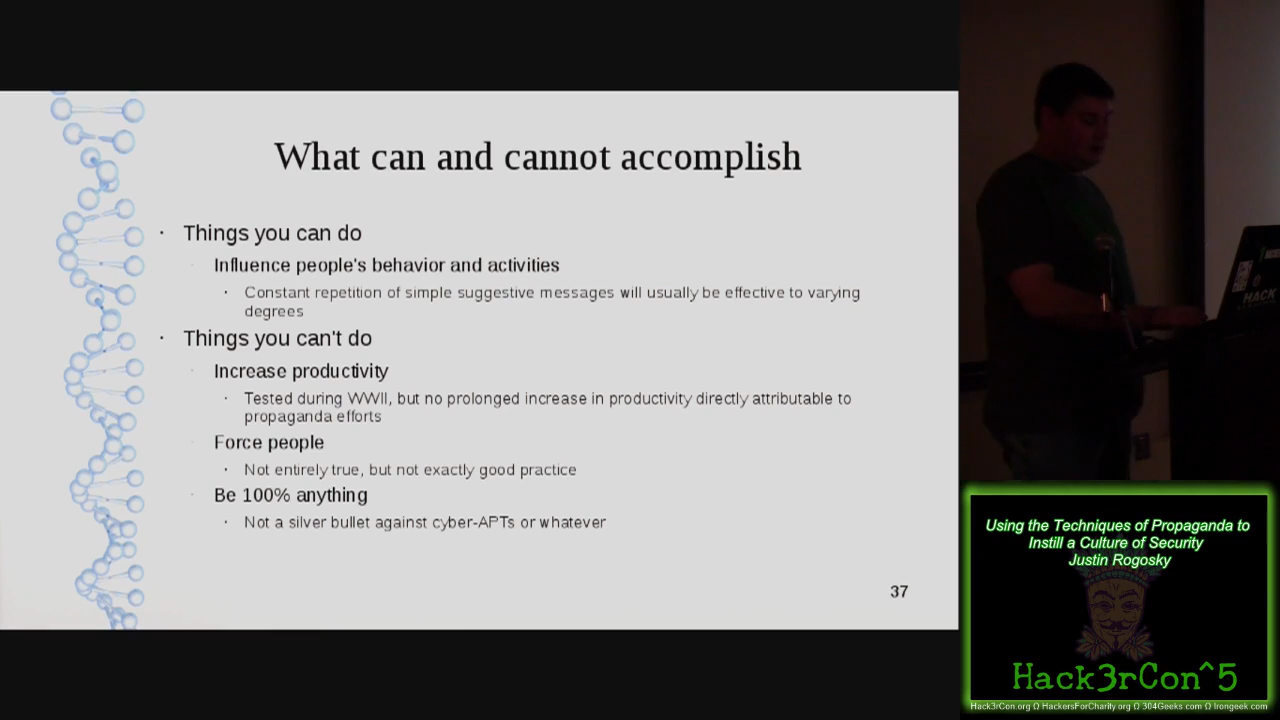 What can and cannot accomplish
Things you can do
Influence people's behavior and activities
Constant repetition of simple suggestive messages will usually be effective to varying
degrees
Things you can't do
Increase productivity
Tested during WWII, but no prolonged increase in productivity directly attributable to
propaganda efforts
Force people
Not entirely true, but not exactly good practice
Be 100% anything
Not a silver bullet against cyber-APTs or whatever
37
HACK
Using the Techniques of Propaganda to
Instill a Culture of Security
Justin Rogosky
Hack3rCon^5
Hack3rCon.org Ω HackersForCharity.org Ω 304Geeks.com Ω Irongeek.com